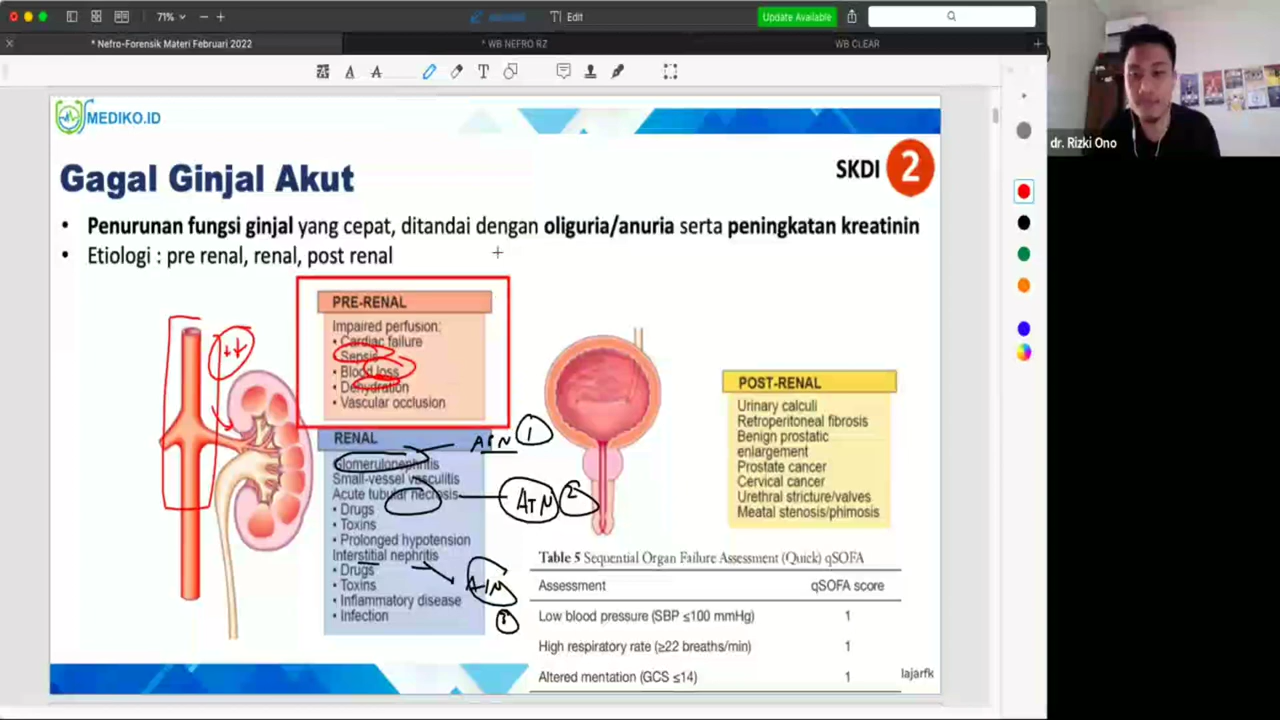 71%
Edit
Update Available
* Nefro-Forensik Materi Februari 2022
* WB NEFRO RZ
WB CLEAR
MEDIKO.ID
dr. Rizki Ono
Gagal Ginjal Akut
SKDI 2
• Penurunan fungsi ginjal yang cepat, ditandai dengan oliguria/anuria serta peningkatan kreatinin
• Etiologi : pre renal, renal, post renal
PRE-RENAL
Impaired perfusion:
• Cardiac failure
• Sepsis
• Blood loss
• Dehydration
• Vascular occlusion
RENAL
Glomerulonephritis
Small-vessel vasculitis
Acute tubular necrosis
• Drugs
• Toxins
• Prolonged hypotension
Interstitial nephritis
• Drugs
• Toxins
• Inflammatory disease
• Infection
1
ATN 2
AIN
POST-RENAL
Urinary calculi
Retroperitoneal fibrosis
Benign prostatic
enlargement
Prostate cancer
Cervical cancer
Urethral stricture/valves
Meatal stenosis/phimosis
Table 5 Sequential Organ Failure Assessment (Quick) qSOFA
Assessment qSOFA score
Low blood pressure (SBP ≤100 mmHg) 1
High respiratory rate (≥22 breaths/min) 1
Altered mentation (GCS ≤14) 1
lajarfk